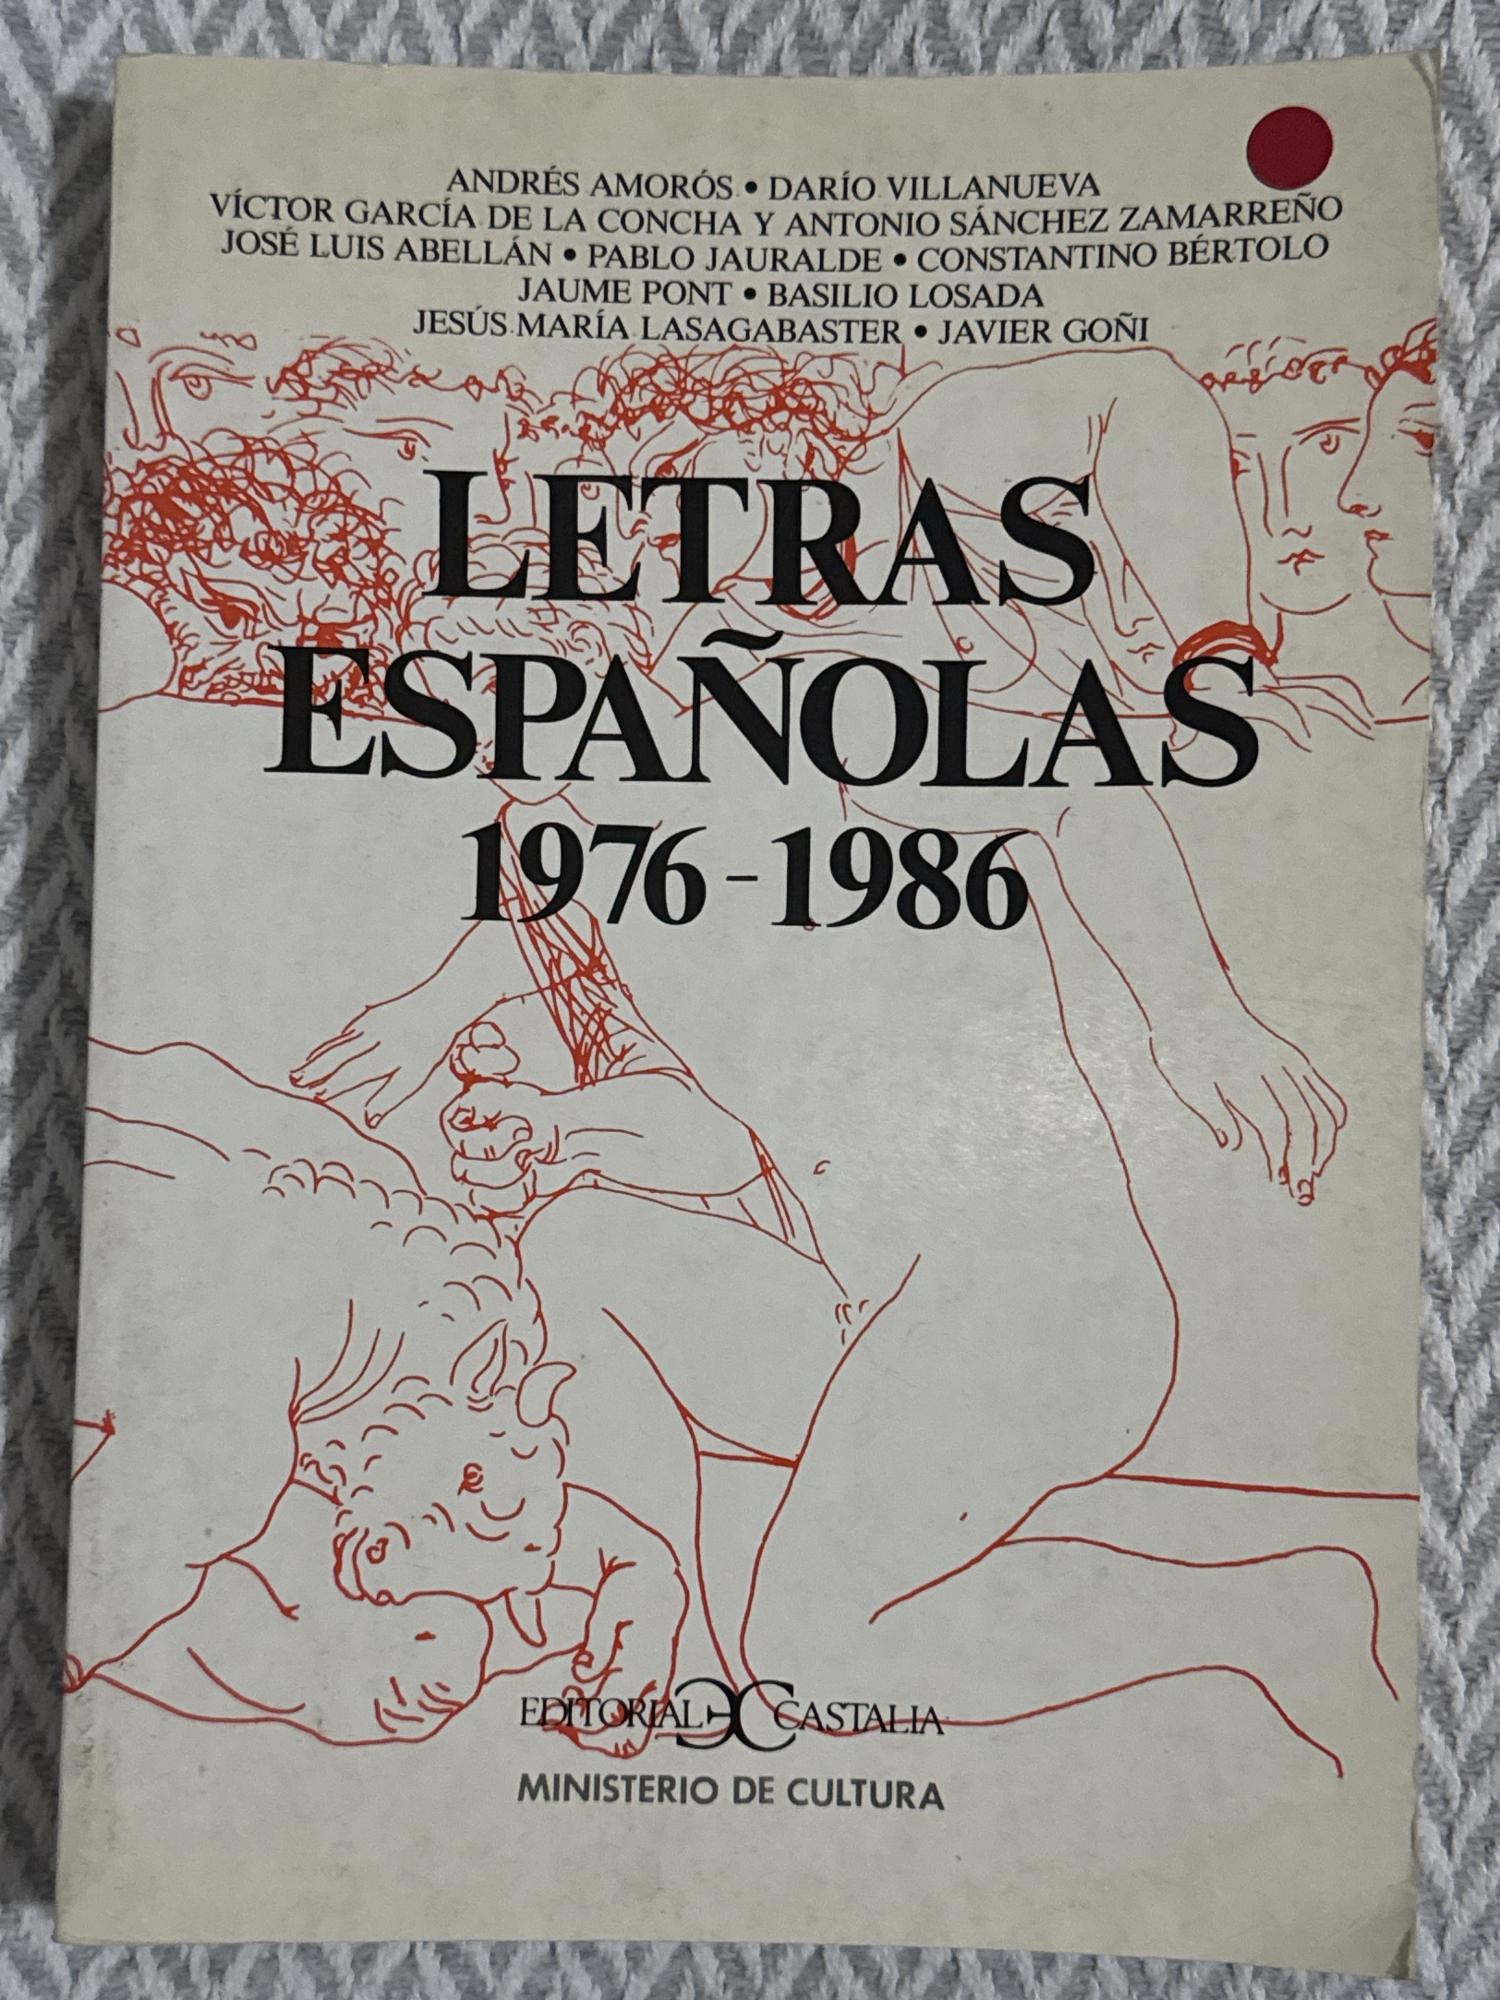 ANDRÉS AMORÓS • DARÍO VILLANUEVA
VÍCTOR GARCÍA DE LA CONCHA Y ANTONIO SÁNCHEZ ZAMARREÑO
JOSÉ LUIS ABELLÁN • PABLO JAURALDE • CONSTANTINO BÉRTOLO
JAUME PONT • BASILIO LOSADA
JESÚS MARÍA LASAGABASTER • JAVIER GOÑI
LETRAS
ESPAÑOLAS
1976-1986
EDITORIAL EC CASTALIA
MINISTERIO DE CULTURA